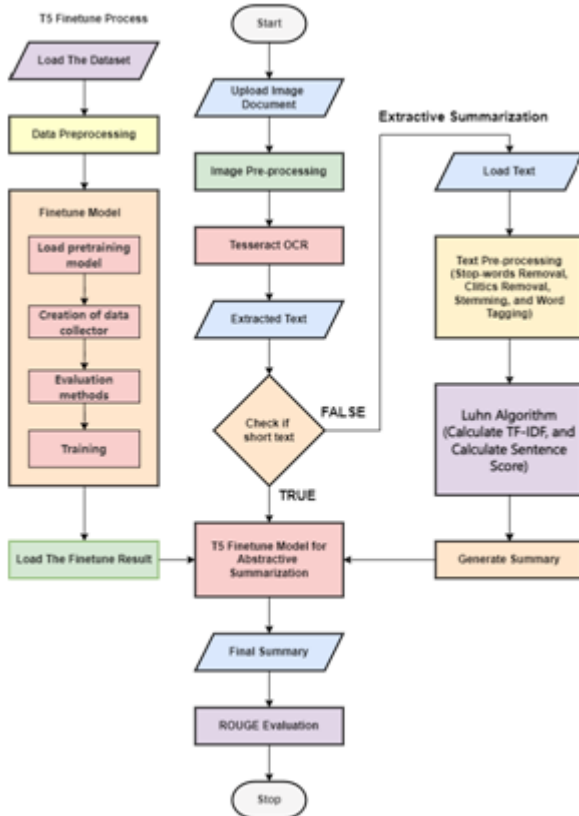 T5 Finetune Process
Load The Dataset
Data Preprocessing
Finetune Model
Load pretraining
model
Creation of data
collector
Evaluation
methods
Training
Load The Finetune Result
Start
Upload Image
Document
Image Pre-processing
Tesseract OCR
Extracted Text
Check if
short text
FALSE
TRUE
T5 Finetune Model for
Abstractive
Summarization
Final Summary
ROUGE Evaluation
Stop
Extractive Summarization
Load Text
Text Pre-processing
(Stop-words Removal,
Clitics Removal,
Stemming, and Word
Tagging)
Luhn Algorithm
(Calculate TF-IDF, and
Calculate Sentence
Score)
Generate Summary